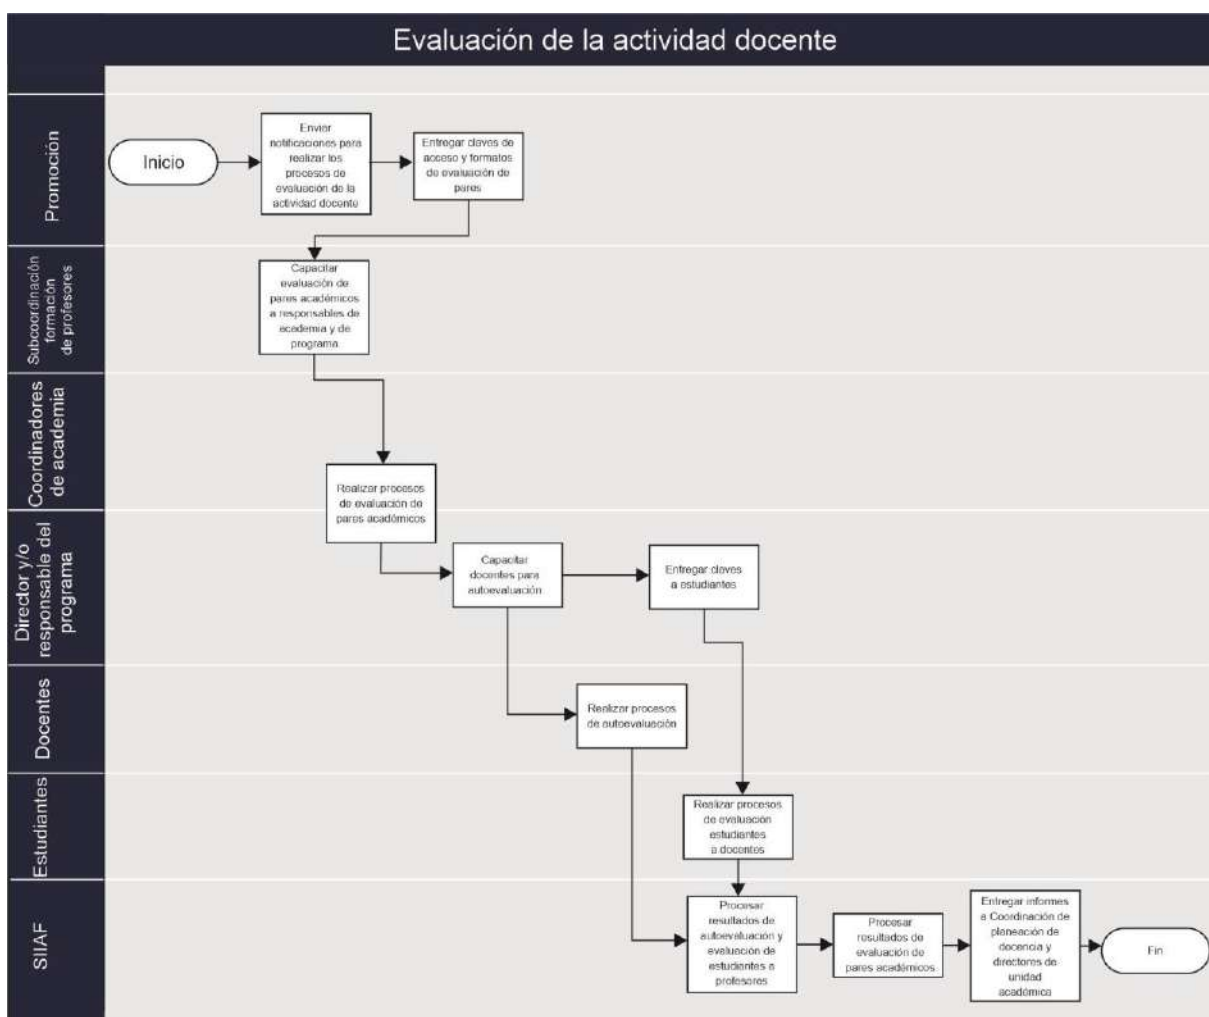 Evaluación de la actividad docente
Promoción
Inicio
Enviar
notificaciones para
realizar los
procesos de
evaluación de la
actividad docente
Entregar claves de
acceso y formatos
de evaluación de
pares
Subcoordinación
formación
de profesores
Capacitar
evaluación de
pares académicos
a responsables de
academia y de
programa
Coordinadores
de academia
Realizar procesos
de evaluación de
pares académicos
Director y/o
responsable del
programa
Capacitar
docentes para
autoevaluación
Entregar claves
a estudiantes
Docentes
Realizar procesos
de autoevaluación
Estudiantes
Realizar procesos
de evaluación
estudiantes
a docentes
SIIAF
Procesar
resultados de
autoevaluación y
evaluación de
estudiantes a
profesores
Procesar
resultados de
evaluación de
pares académicos
Entregar informes
a Coordinación de
planeación de
docencia y
directores de
unidad
académica
Fin